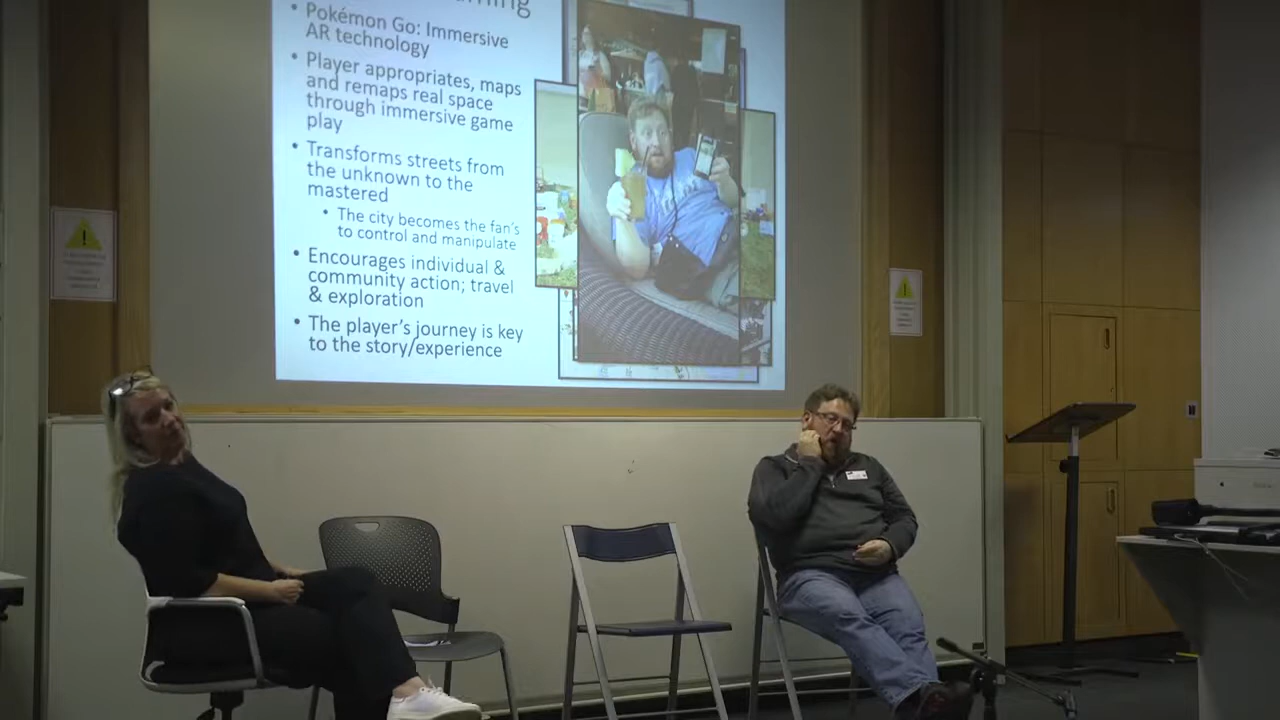 • Pokémon Go: Immersive
AR technology
• Player appropriates, maps
and remaps real space
through immersive game
play
• Transforms streets from
the unknown to the
mastered
• The city becomes the fan's
to control and manipulate
• Encourages individual &
community action; travel
& exploration
• The player's journey is key
to the story/experience